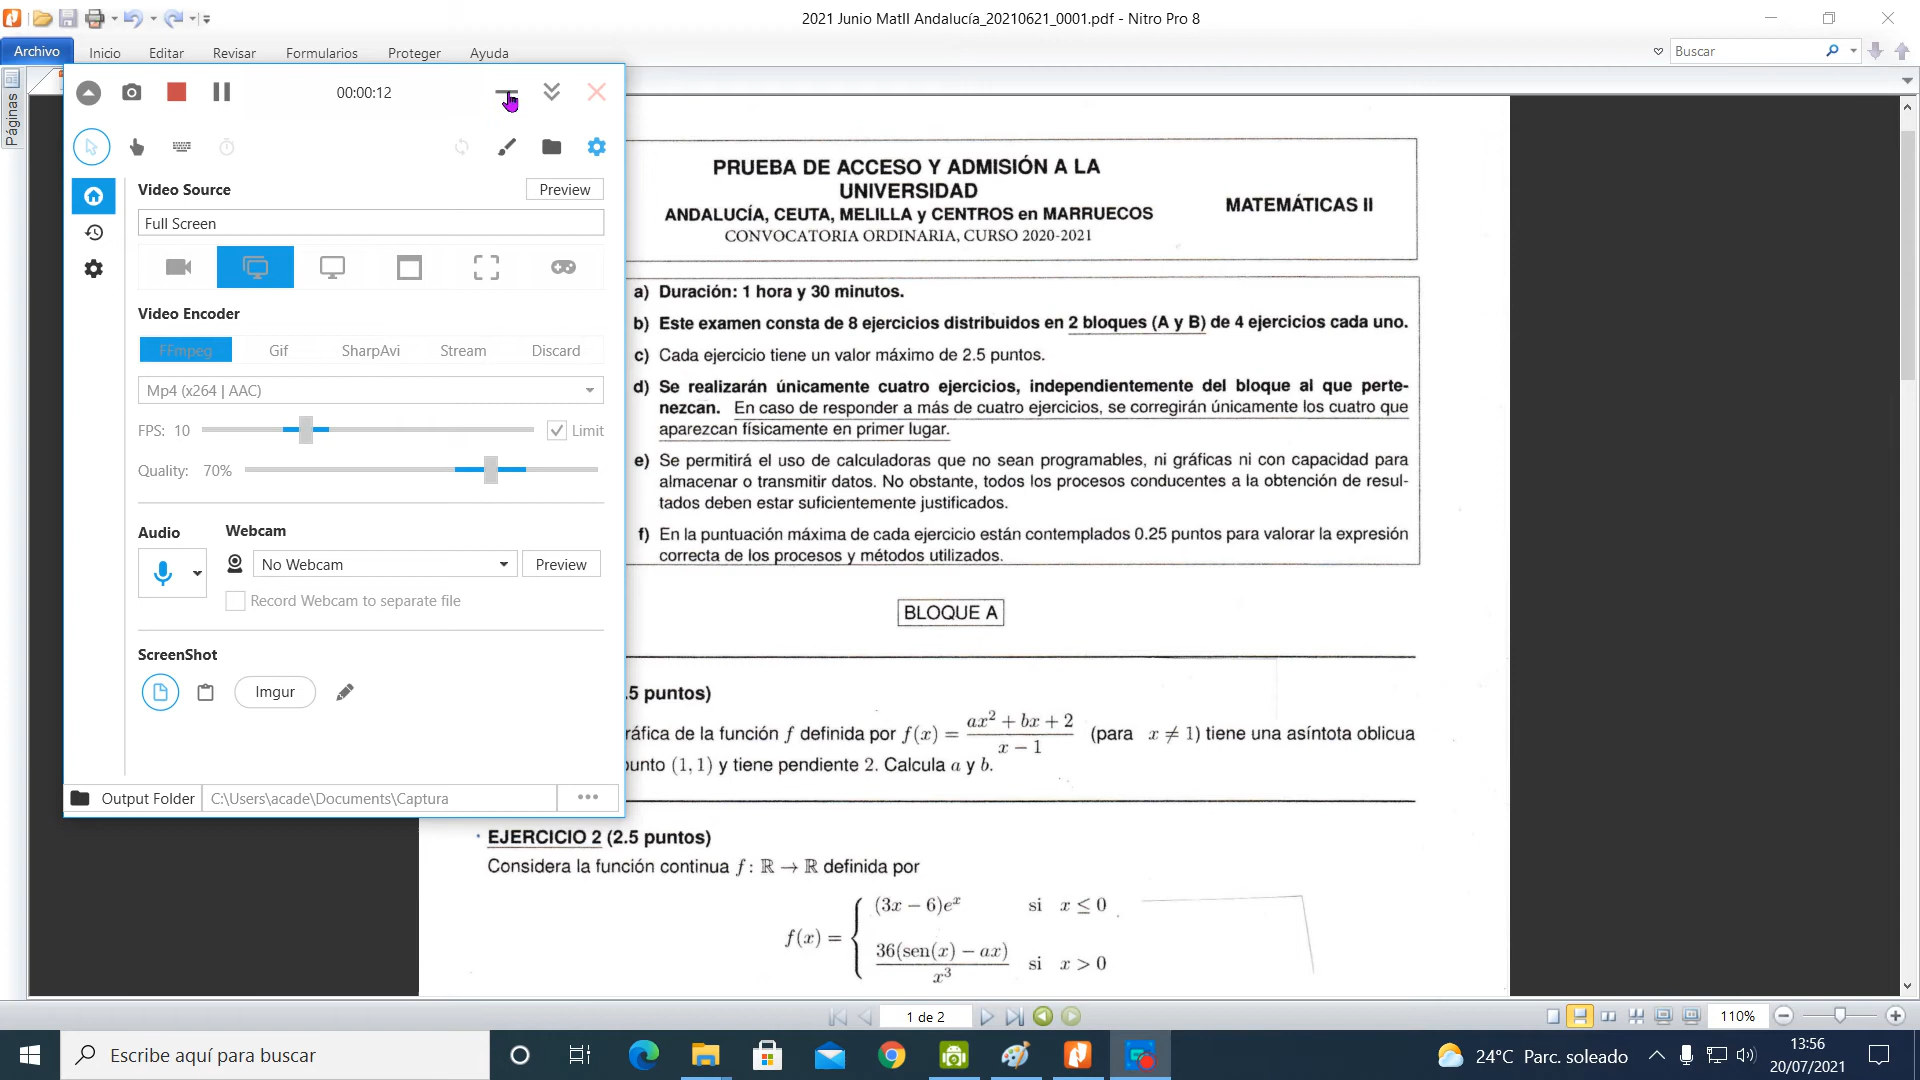 2021 Junio MatII Andalucía_20210621_0001.pdf - Nitro Pro 8
Archivo Inicio Editar Revisar Formularios Proteger Ayuda
Buscar
Páginas
00:00:12
Video Source
Preview
Full Screen
Video Encoder
FFmpeg Gif SharpAvi Stream Discard
Mp4 (x264 | AAC)
FPS: 10
Limit
Quality: 70%
Audio
Webcam
No Webcam
Preview
Record Webcam to separate file
ScreenShot
Imgur
Output Folder
C:\Users\acade\Documents\Captura
PRUEBA DE ACCESO Y ADMISIÓN A LA
UNIVERSIDAD
ANDALUCÍA, CEUTA, MELILLA y CENTROS en MARRUECOS
CONVOCATORIA ORDINARIA, CURSO 2020-2021
MATEMÁTICAS II
a) Duración: 1 hora y 30 minutos.
b) Este examen consta de 8 ejercicios distribuidos en 2 bloques (A y B) de 4 ejercicios cada uno.
c) Cada ejercicio tiene un valor máximo de 2.5 puntos.
d) Se realizarán únicamente cuatro ejercicios, independientemente del bloque al que perte-
nezcan. En caso de responder a más de cuatro ejercicios, se corregirán únicamente los cuatro que
aparezcan físicamente en primer lugar.
e) Se permitirá el uso de calculadoras que no sean programables, ni gráficas ni con capacidad para
almacenar o transmitir datos. No obstante, todos los procesos conducentes a la obtención de resul-
tados deben estar suficientemente justificados.
f) En la puntuación máxima de cada ejercicio están contemplados 0.25 puntos para valorar la expresión
correcta de los procesos y métodos utilizados.
BLOQUE A
.5 puntos)
ráfica de la función f definida por f(x) = (ax² + bx + 2)/(x − 1) (para x ≠ 1) tiene una asíntota oblicua
unto (1, 1) y tiene pendiente 2. Calcula a y b.
EJERCICIO 2 (2.5 puntos)
Considera la función continua f: ℝ → ℝ definida por
f(x) = { (3x − 6)eˣ si x ≤ 0
36(sen(x) − ax)/x³ si x > 0
1 de 2
110%
Escribe aquí para buscar
24°C Parc. soleado
13:56
20/07/2021